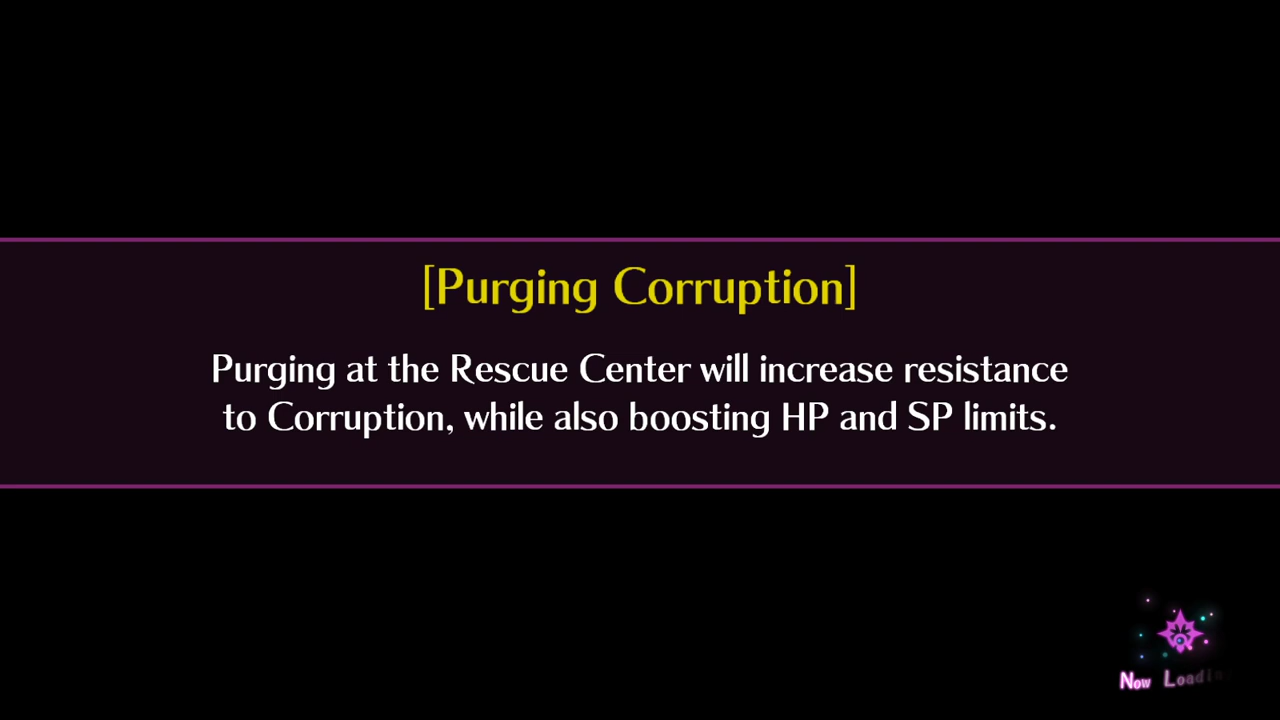 [Purging Corruption]
Purging at the Rescue Center will increase resistance
to Corruption, while also boosting HP and SP limits.
Now Loadin